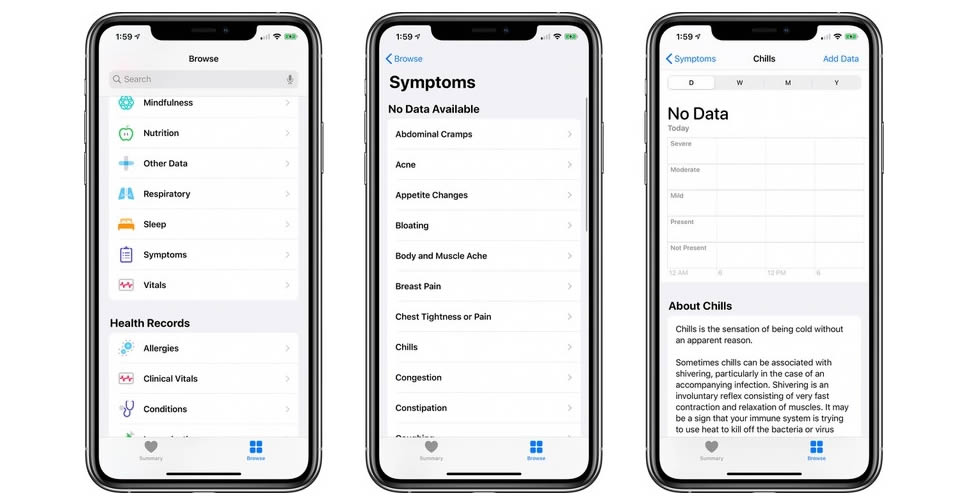 1:59
Browse
Search
Mindfulness
Nutrition
Other Data
Respiratory
Sleep
Symptoms
Vitals
Health Records
Allergies
Clinical Vitals
Conditions
Summary
Browse
1:59
Browse
Symptoms
No Data Available
Abdominal Cramps
Acne
Appetite Changes
Bloating
Body and Muscle Ache
Breast Pain
Chest Tightness or Pain
Chills
Congestion
Constipation
Coughing
Summary
Browse
1:59
Symptoms Chills Add Data
D W M Y
No Data
Today
Severe
Moderate
Mild
Present
Not Present
12 AM 6 12 PM 6
About Chills
Chills is the sensation of being cold without
an apparent reason.
Sometimes chills can be associated with
shivering, particularly in the case of an
accompanying infection. Shivering is an
involuntary reflex consisting of very fast
contraction and relaxation of muscles. It may
be a sign that your immune system is trying
to use heat to kill off the bacteria or virus
Summary
Browse